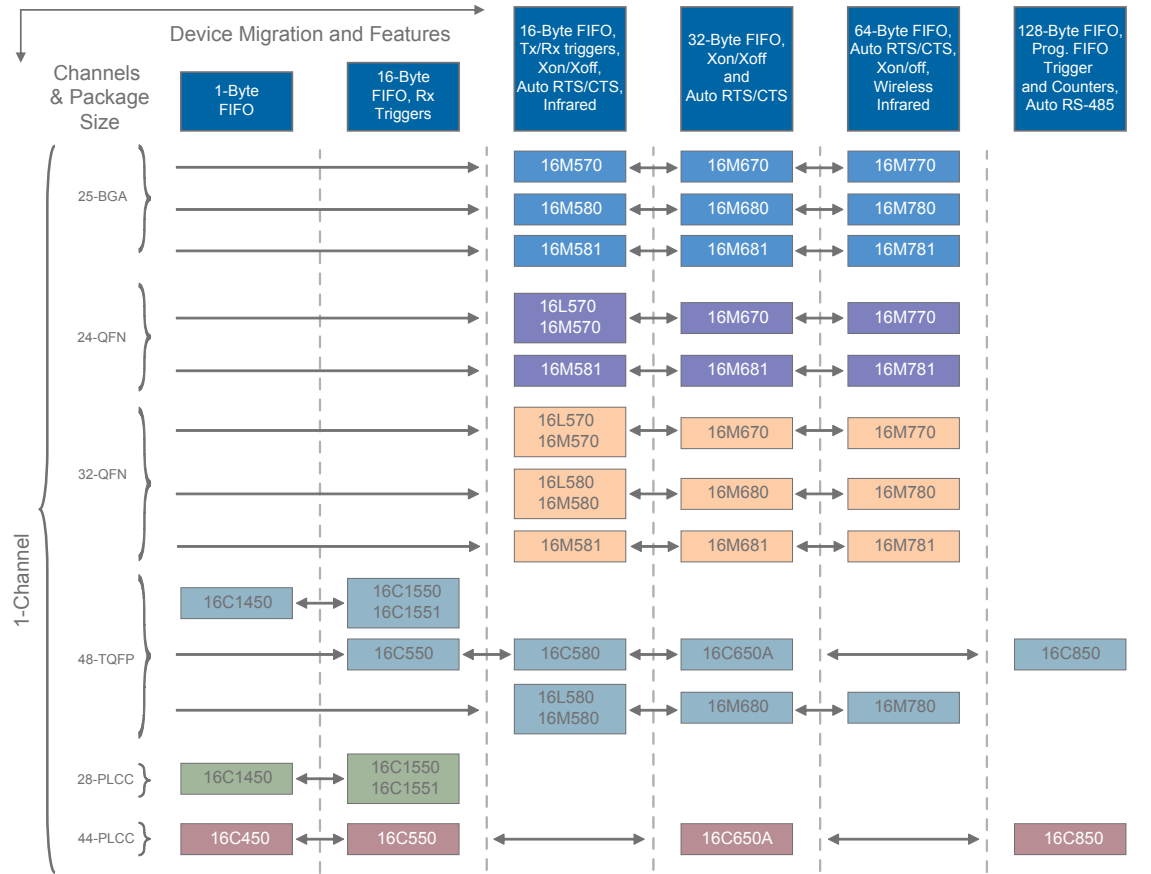 Device Migration and Features
Channels
& Package
Size
1-Byte
FIFO
16-Byte
FIFO, Rx
Triggers
16-Byte FIFO,
Tx/Rx triggers,
Xon/Xoff,
Auto RTS/CTS,
Infrared
32-Byte FIFO,
Xon/Xoff
and
Auto RTS/CTS
64-Byte FIFO,
Auto RTS/CTS,
Xon/off,
Wireless
Infrared
128-Byte FIFO,
Prog. FIFO
Trigger
and Counters,
Auto RS-485
1-Channel
25-BGA
16M570
16M670
16M770
16M580
16M680
16M780
16M581
16M681
16M781
24-QFN
16L570
16M570
16M670
16M770
16M581
16M681
16M781
32-QFN
16L570
16M570
16M670
16M770
16L580
16M580
16M680
16M780
16M581
16M681
16M781
48-TQFP
16C1450
16C1550
16C1551
16C550
16C580
16C650A
16C850
16L580
16M580
16M680
16M780
28-PLCC
16C1450
16C1550
16C1551
44-PLCC
16C450
16C550
16C650A
16C850